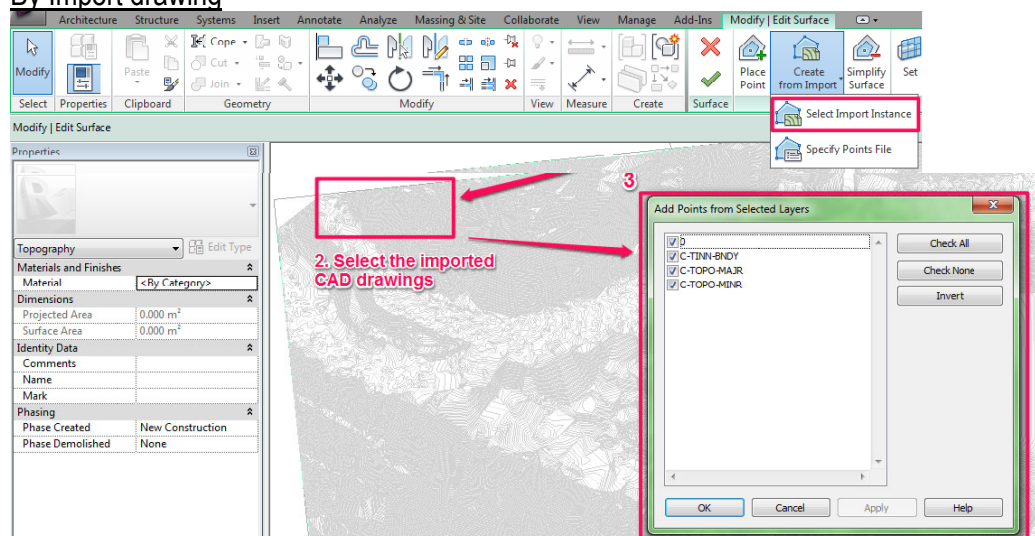 By import drawing
Architecture Structure Systems Insert Annotate Analyze Massing & Site Collaborate View Manage Add-Ins Modify | Edit Surface
Modify
Paste
Cope
Cut
Join
Place Point
Create from Import
Simplify Surface
Set
Select Properties Clipboard Geometry Modify View Measure Create Surface
Select Import Instance
Specify Points File
Modify | Edit Surface
Properties
R
Topography
Edit Type
Materials and Finishes
Material <By Category>
Dimensions
Projected Area 0.000 m²
Surface Area 0.000 m²
Identity Data
Comments
Name
Mark
Phasing
Phase Created New Construction
Phase Demolished None
2. Select the imported
CAD drawings
3
Add Points from Selected Layers
0
C-TINN-BNDY
C-TOPO-MAJR
C-TOPO-MINR
Check All
Check None
Invert
OK Cancel Apply Help